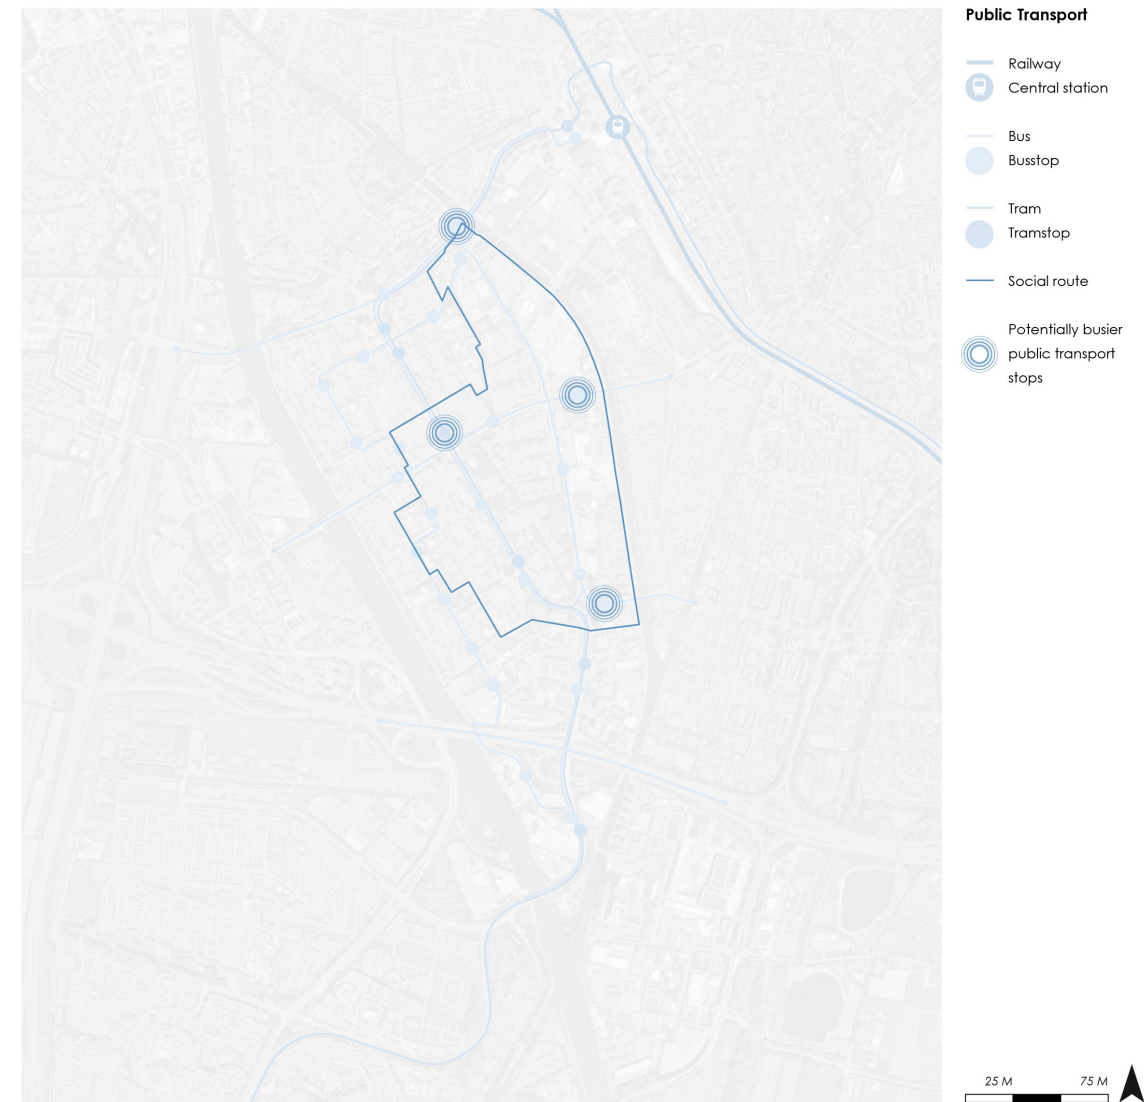 Public Transport
Railway
Central station
Bus
Busstop
Tram
Tramstop
Social route
Potentially busier
public transport
stops
25 M 75 M